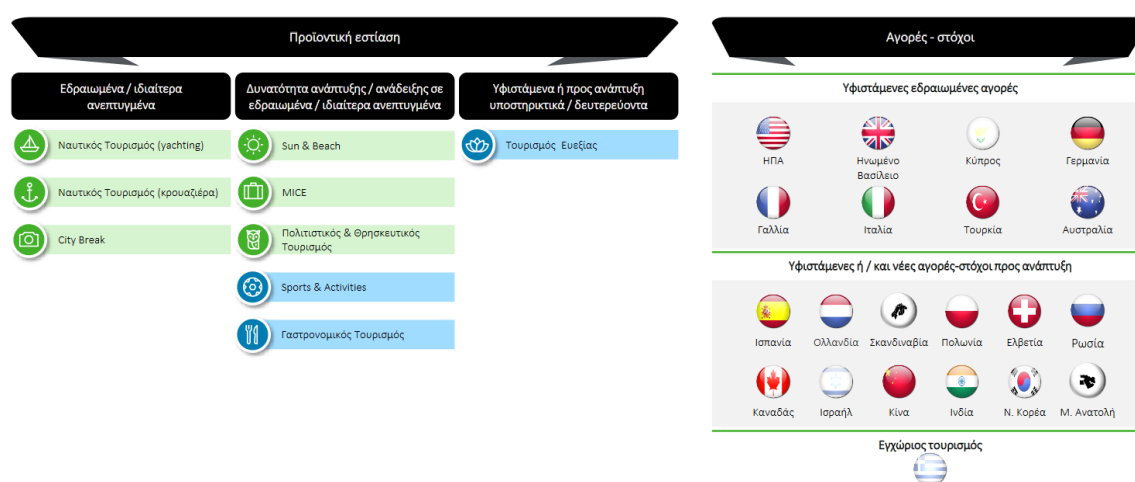 Προϊοντική εστίαση
Εδραιωμένα / ιδιαίτερα
ανεπτυγμένα
Ναυτικός Τουρισμός (yachting)
Ναυτικός Τουρισμός (κρουαζιέρα)
City Break
Δυνατότητα ανάπτυξης / ανάδειξης σε
εδραιωμένα / ιδιαίτερα ανεπτυγμένα
Sun & Beach
MICE
Πολιτιστικός & Θρησκευτικός
Τουρισμός
Sports & Activities
Γαστρονομικός Τουρισμός
Υφιστάμενα ή προς ανάπτυξη
υποστηρικτικά / δευτερεύοντα
Τουρισμός Ευεξίας
Αγορές - στόχοι
Υφιστάμενες εδραιωμένες αγορές
ΗΠΑ
Ηνωμένο
Βασίλειο
Κύπρος
Γερμανία
Γαλλία
Ιταλία
Τουρκία
Αυστραλία
Υφιστάμενες ή / και νέες αγορές-στόχοι προς ανάπτυξη
Ισπανία
Ολλανδία
Σκανδιναβία
Πολωνία
Ελβετία
Ρωσία
Καναδάς
Ισραήλ
Κίνα
Ινδία
Ν. Κορέα
Μ. Ανατολή
Εγχώριος τουρισμός